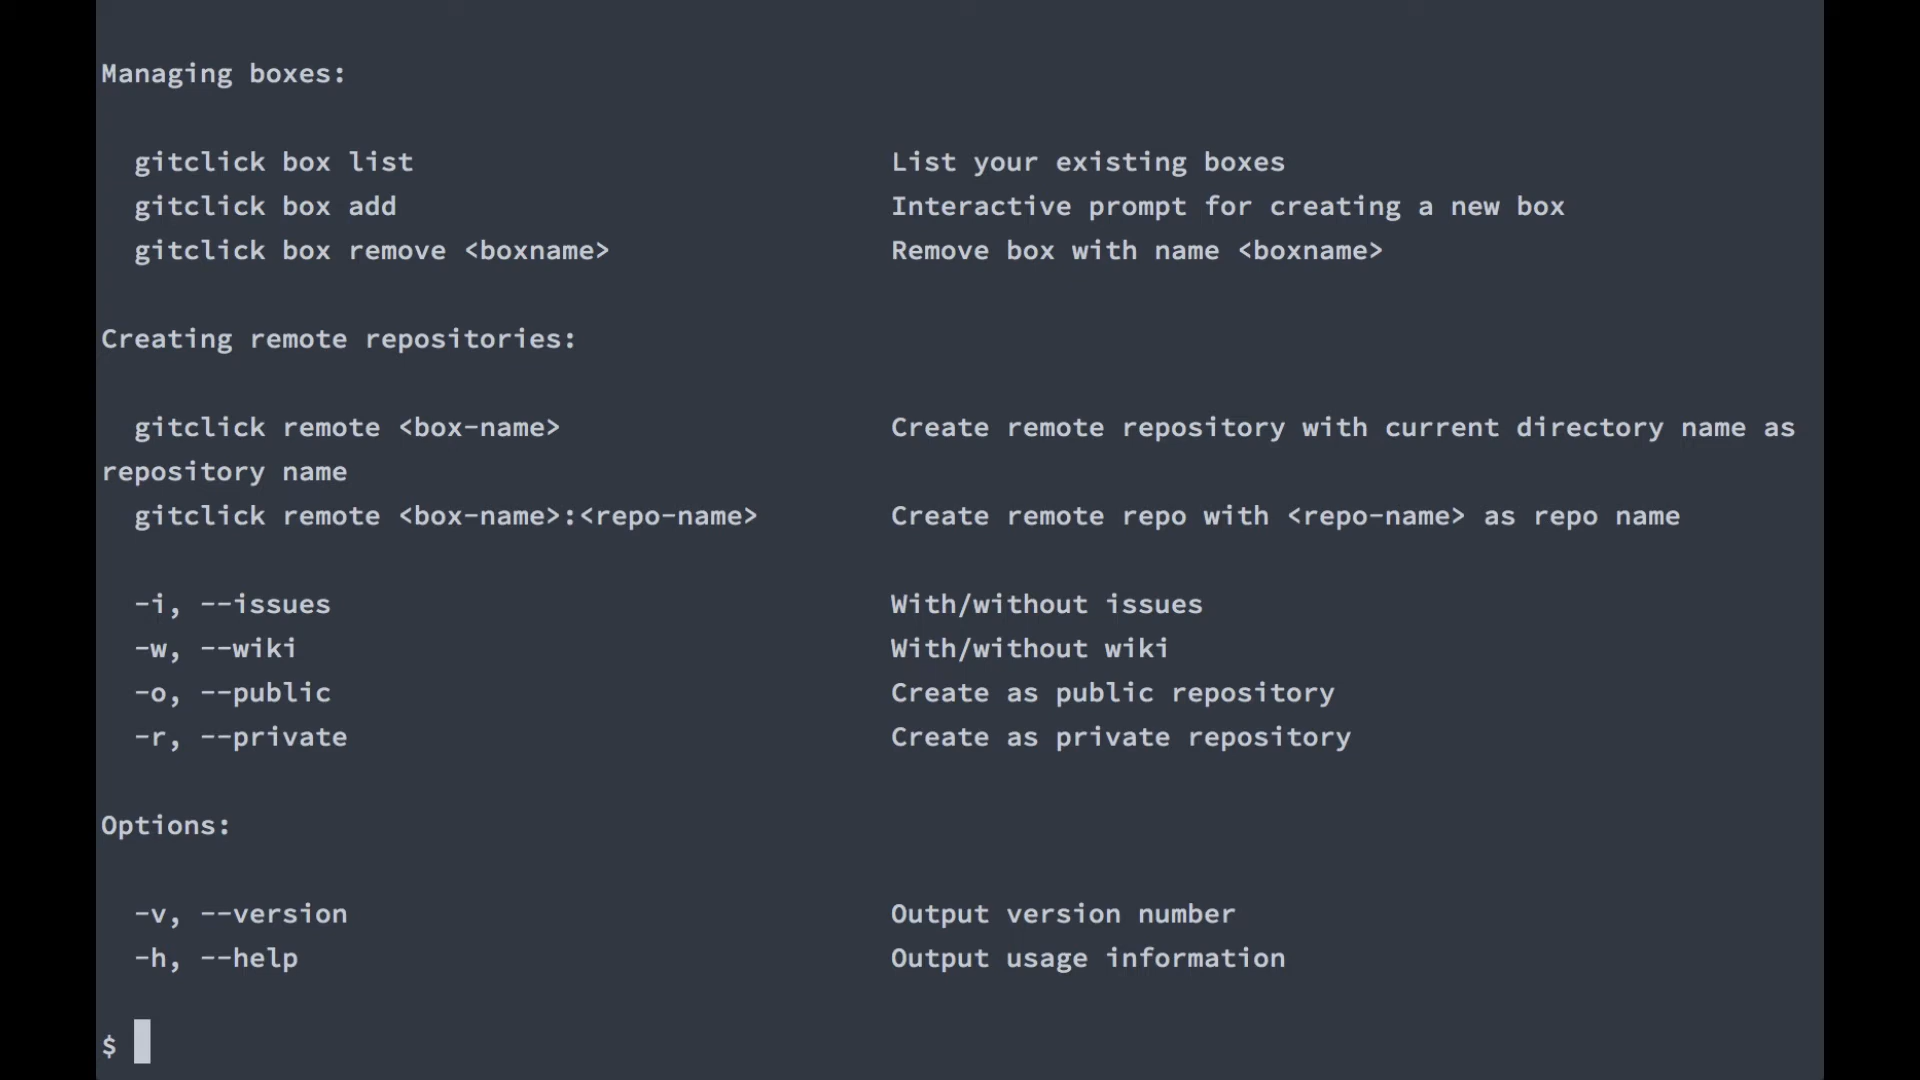 Managing boxes:
gitclick box list List your existing boxes
gitclick box add Interactive prompt for creating a new box
gitclick box remove <boxname> Remove box with name <boxname>
Creating remote repositories:
gitclick remote <box-name> Create remote repository with current directory name as
repository name
gitclick remote <box-name>:<repo-name> Create remote repo with <repo-name> as repo name
-i, --issues With/without issues
-w, --wiki With/without wiki
-o, --public Create as public repository
-r, --private Create as private repository
Options:
-v, --version Output version number
-h, --help Output usage information
$